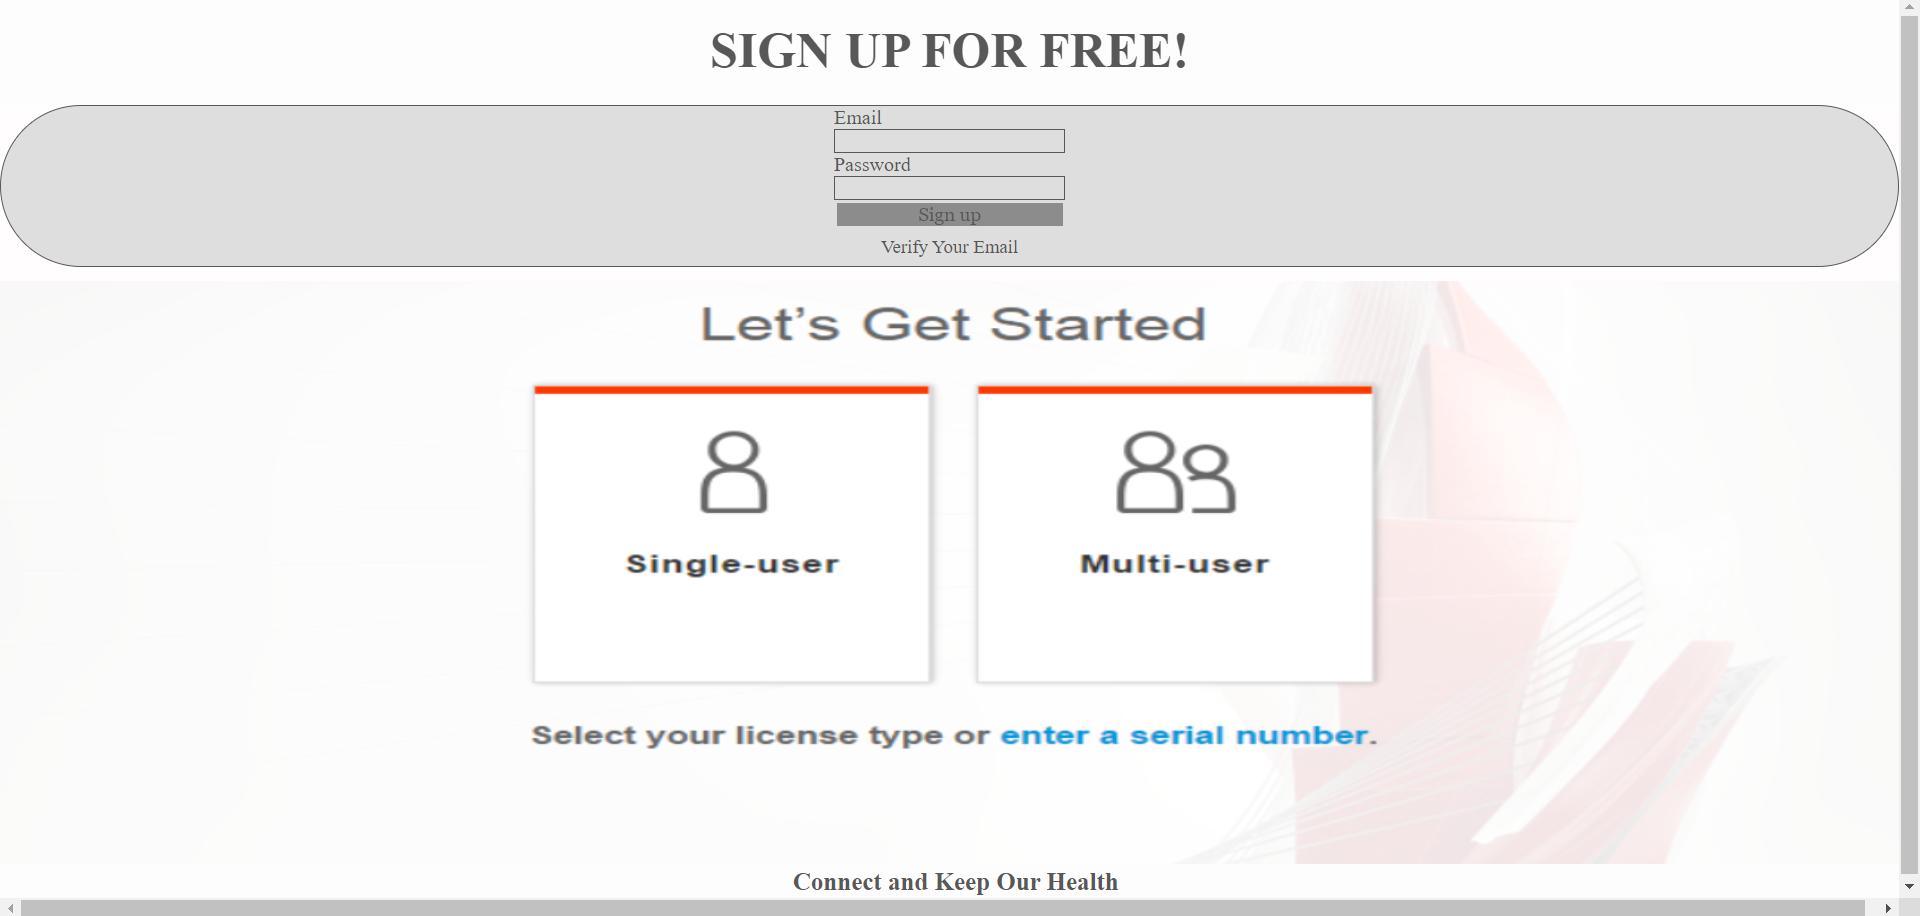 SIGN UP FOR FREE!
Email
Password
Sign up
Verify Your Email
Let’s Get Started
Single-user
Multi-user
Select your license type or enter a serial number.
Connect and Keep Our Health